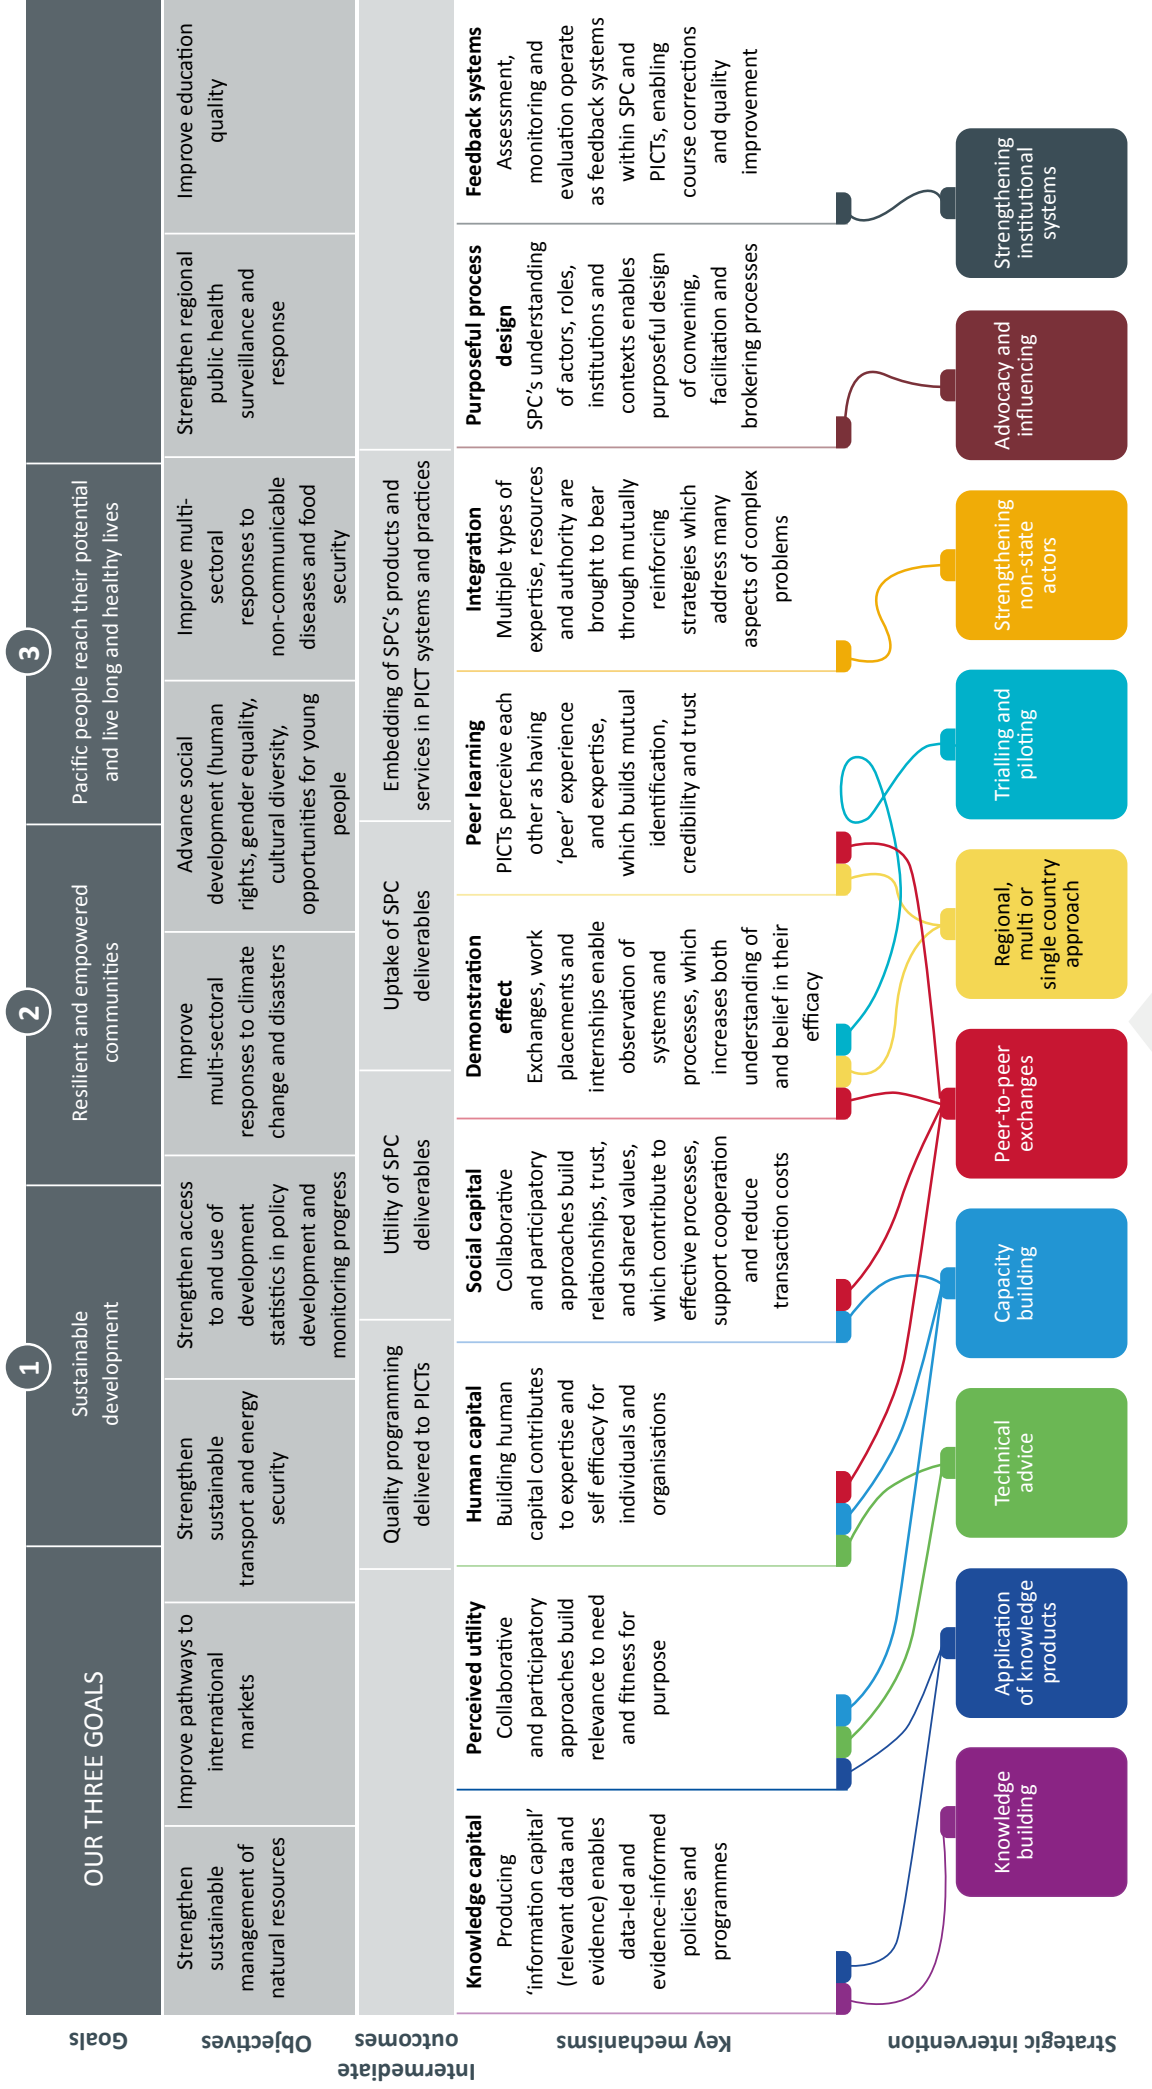 Goals
OUR THREE GOALS
1
Sustainable
development
2
Resilient and empowered
communities
3
Pacific people reach their potential
and live long and healthy lives
Objectives
Strengthen
sustainable
management of
natural resources
Improve pathways to
international
markets
Strengthen
sustainable
transport and energy
security
Strengthen access
to and use of
development
statistics in policy
development and
monitoring progress
Improve
multi-sectoral
responses to climate
change and disasters
Advance social
development (human
rights, gender equality,
cultural diversity,
opportunities for young
people
Improve multi-
sectoral
responses to
non-communicable
diseases and food
security
Strengthen regional
public health
surveillance and
response
Improve education
quality
Intermediate
outcomes
Quality programming
delivered to PICTs
Utility of SPC
deliverables
Uptake of SPC
deliverables
Embedding of SPC’s products and
services in PICT systems and practices
Key mechanisms
Knowledge capital
Producing
‘information capital’
(relevant data and
evidence) enables
data-led and
evidence-informed
policies and
programmes
Perceived utility
Collaborative
and participatory
approaches build
relevance to need
and fitness for
purpose
Human capital
Building human
capital contributes
to expertise and
self efficacy for
individuals and
organisations
Social capital
Collaborative
and participatory
approaches build
relationships, trust,
and shared values,
which contribute to
effective processes,
support cooperation
and reduce
transaction costs
Demonstration
effect
Exchanges, work
placements and
internships enable
observation of
systems and
processes, which
increases both
understanding of
and belief in their
efficacy
Peer learning
PICTs perceive each
other as having
‘peer’ experience
and expertise,
which builds mutual
identification,
credibility and trust
Integration
Multiple types of
expertise, resources
and authority are
brought to bear
through mutually
reinforcing
strategies which
address many
aspects of complex
problems
Purposeful process
design
SPC’s understanding
of actors, roles,
institutions and
contexts enables
purposeful design
of convening,
facilitation and
brokering processes
Feedback systems
Assessment,
monitoring and
evaluation operate
as feedback systems
within SPC and
PICTs, enabling
course corrections
and quality
improvement
Strategic intervention
Knowledge
building
Application
of knowledge
products
Technical
advice
Capacity
building
Peer-to-peer
exchanges
Regional,
multi or
single country
approach
Trialling and
piloting
Strengthening
non-state
actors
Advocacy and
influencing
Strengthening
institutional
systems